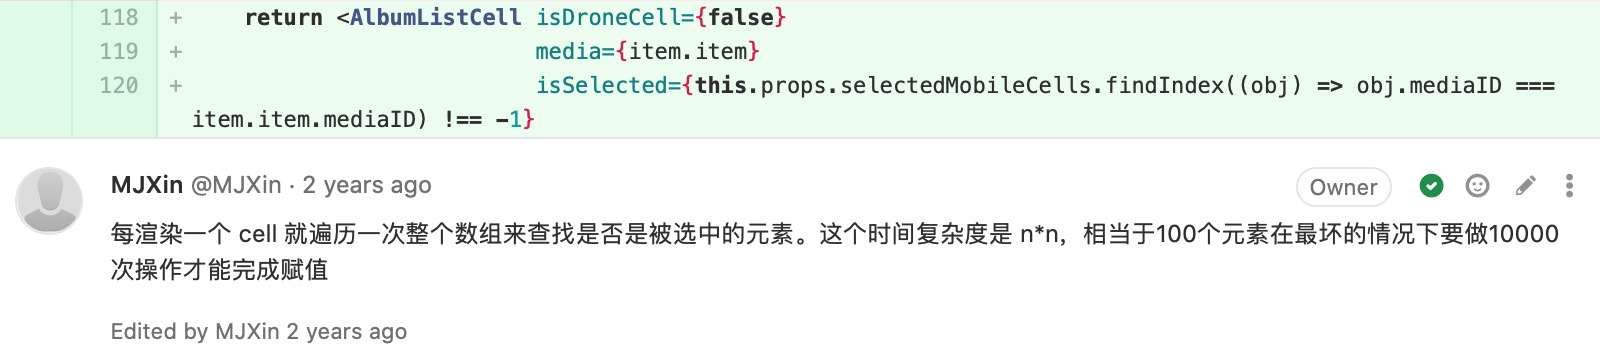 118 + return <AlbumListCell isDroneCell={false}
119 + media={item.item}
120 + isSelected={this.props.selectedMobileCells.findIndex((obj) => obj.mediaID ===
item.item.mediaID) !== -1}
MJXin @MJXin · 2 years ago Owner
每渲染一个 cell 就遍历一次整个数组来查找是否是被选中的元素。这个时间复杂度是 n*n，相当于100个元素在最坏的情况下要做10000
次操作才能完成赋值
Edited by MJXin 2 years ago